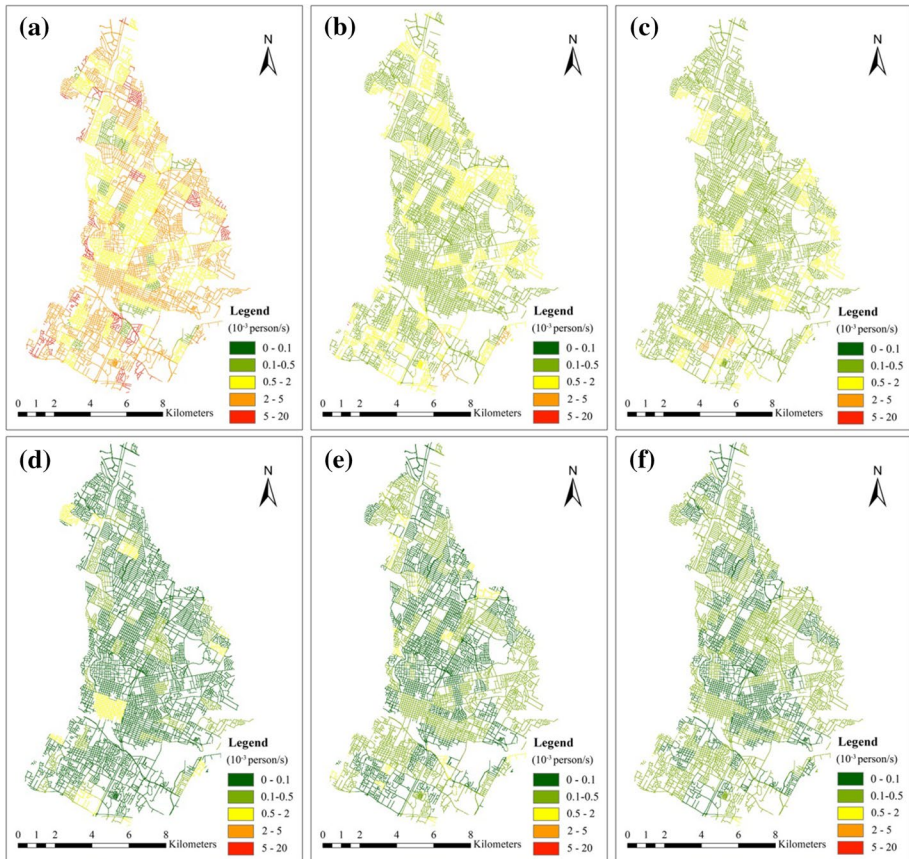 (a)
N
Legend
(10-3 person/s)
0 - 0.1
0.1-0.5
0.5 - 2
2 - 5
5 - 20
0 1 2 4 6 8 Kilometers
(b)
N
Legend
(10-3 person/s)
0 - 0.1
0.1-0.5
0.5 - 2
2 - 5
5 - 20
0 1 2 4 6 8 Kilometers
(c)
N
Legend
(10-3 person/s)
0 - 0.1
0.1-0.5
0.5 - 2
2 - 5
5 - 20
0 1 2 4 6 8 Kilometers
(d)
N
Legend
(10-3 person/s)
0 - 0.1
0.1-0.5
0.5 - 2
2 - 5
5 - 20
0 1 2 4 6 8 Kilometers
(e)
N
Legend
(10-3 person/s)
0 - 0.1
0.1-0.5
0.5 - 2
2 - 5
5 - 20
0 1 2 4 6 8 Kilometers
(f)
N
Legend
(10-3 person/s)
0 - 0.1
0.1-0.5
0.5 - 2
2 - 5
5 - 20
0 1 2 4 6 8 Kilometers